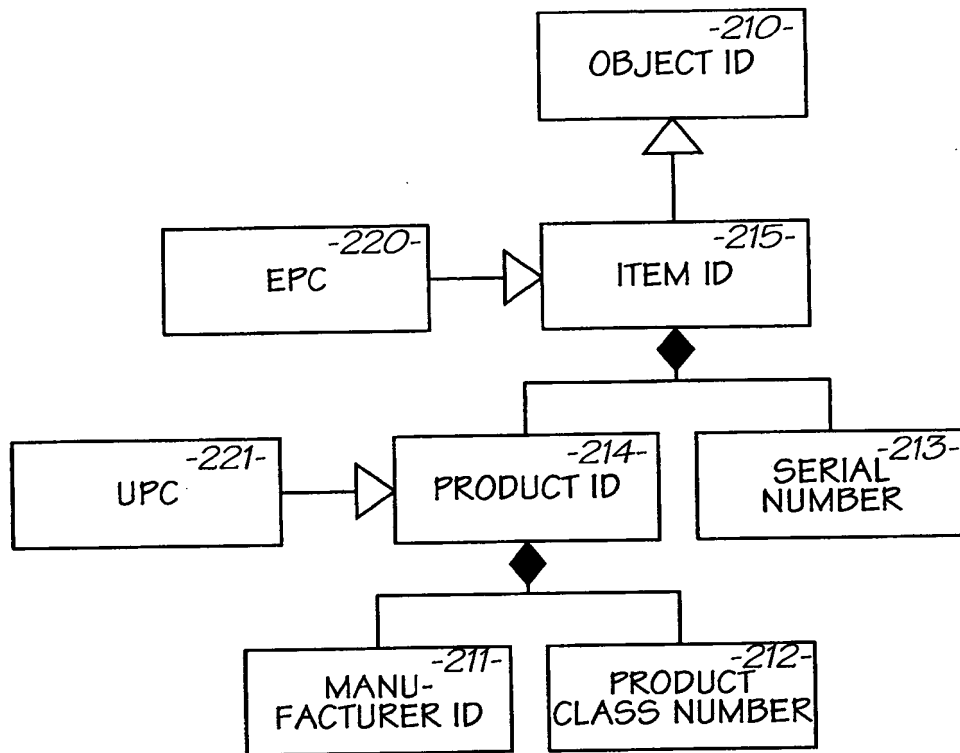 -210-
OBJECT ID
-220-
EPC
-215-
ITEM ID
-221-
UPC
-214-
PRODUCT ID
-213-
SERIAL
NUMBER
-211-
MANU-
FACTURER ID
-212-
PRODUCT
CLASS NUMBER